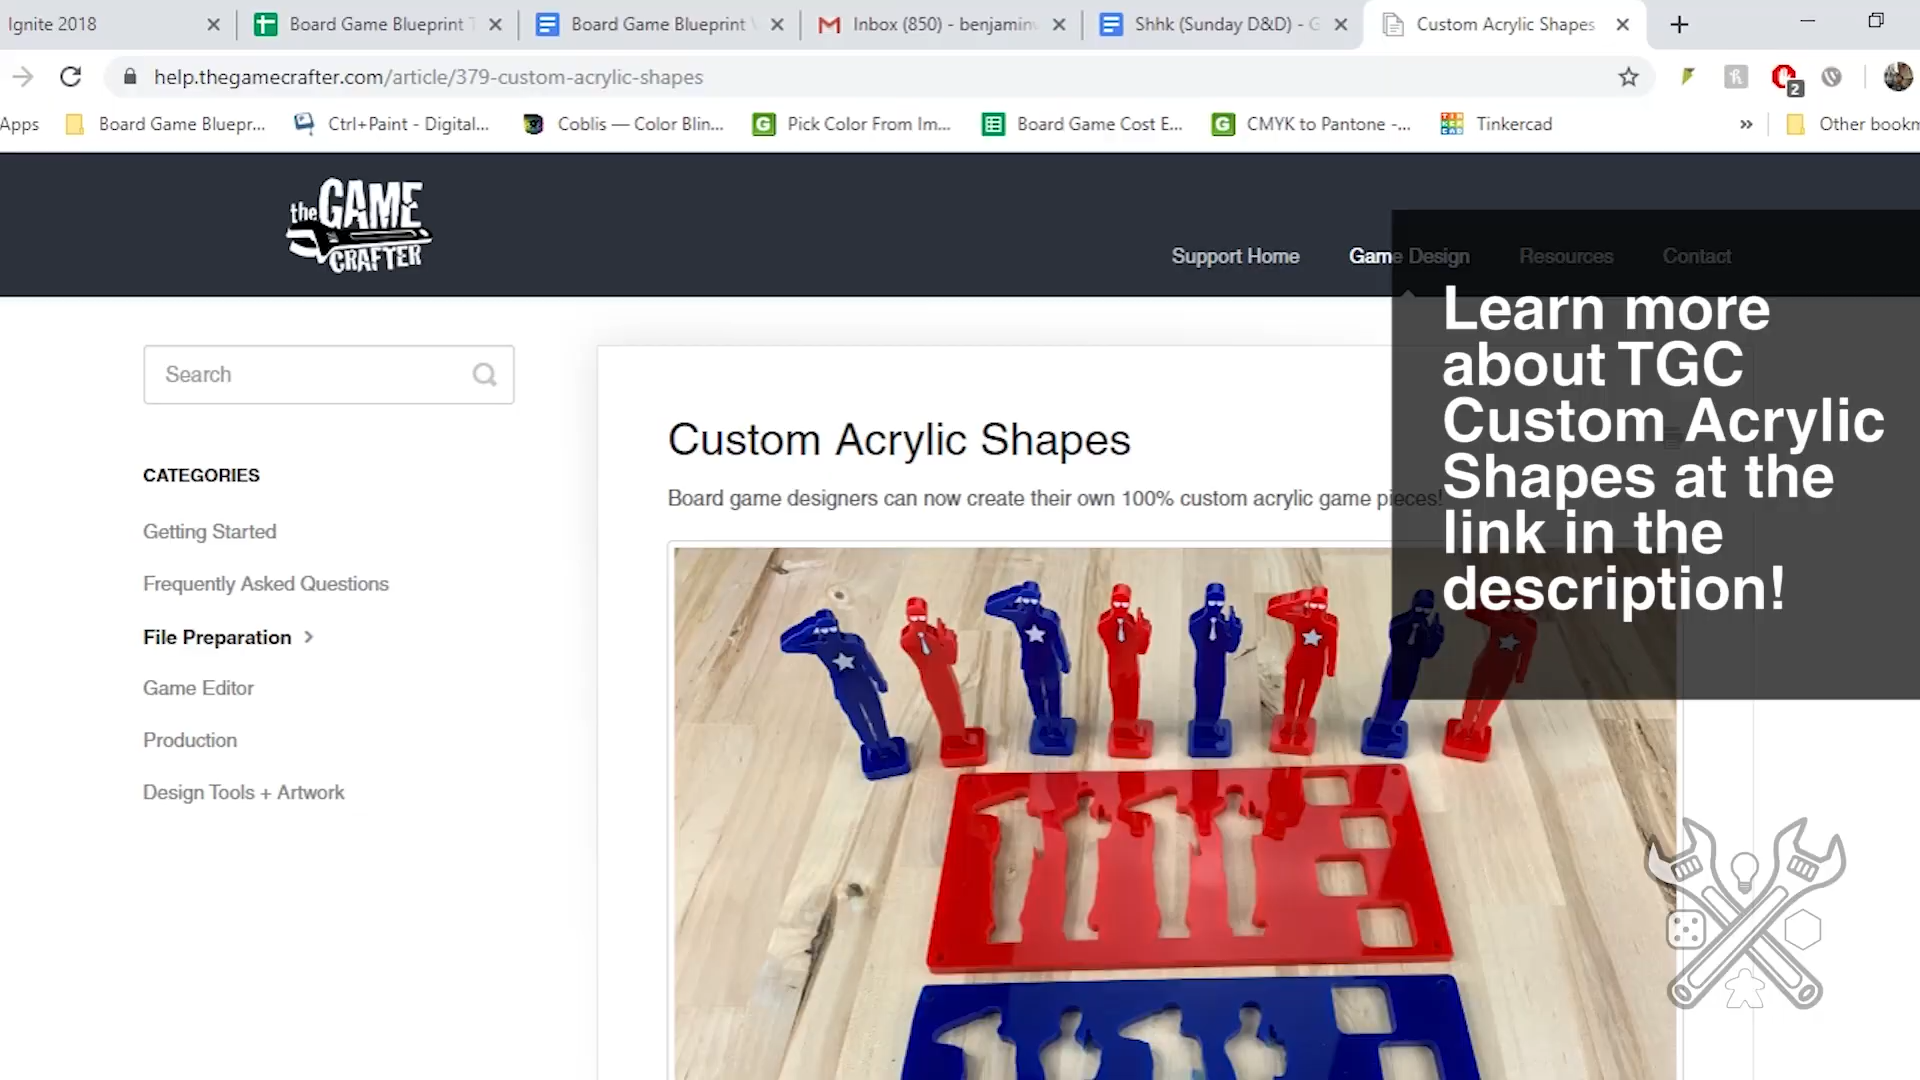 Ignite 2018
Board Game Blueprint
Board Game Blueprint
Inbox (850) - benjamin
Shhk (Sunday D&D) - G
Custom Acrylic Shapes
help.thegamecrafter.com/article/379-custom-acrylic-shapes
2
Apps
Board Game Bluepr...
Ctrl+Paint - Digital...
Coblis — Color Blin...
Pick Color From Im...
Board Game Cost E...
CMYK to Pantone -...
Tinkercad
»
Other bookm
the GAME
CRAFTER
Support Home
Game Design
Resources
Contact
Learn more
about TGC
Custom Acrylic
Shapes at the
link in the
description!
Search
CATEGORIES
Getting Started
Frequently Asked Questions
File Preparation
Game Editor
Production
Design Tools + Artwork
Custom Acrylic Shapes
Board game designers can now create their own 100% custom acrylic game pieces!